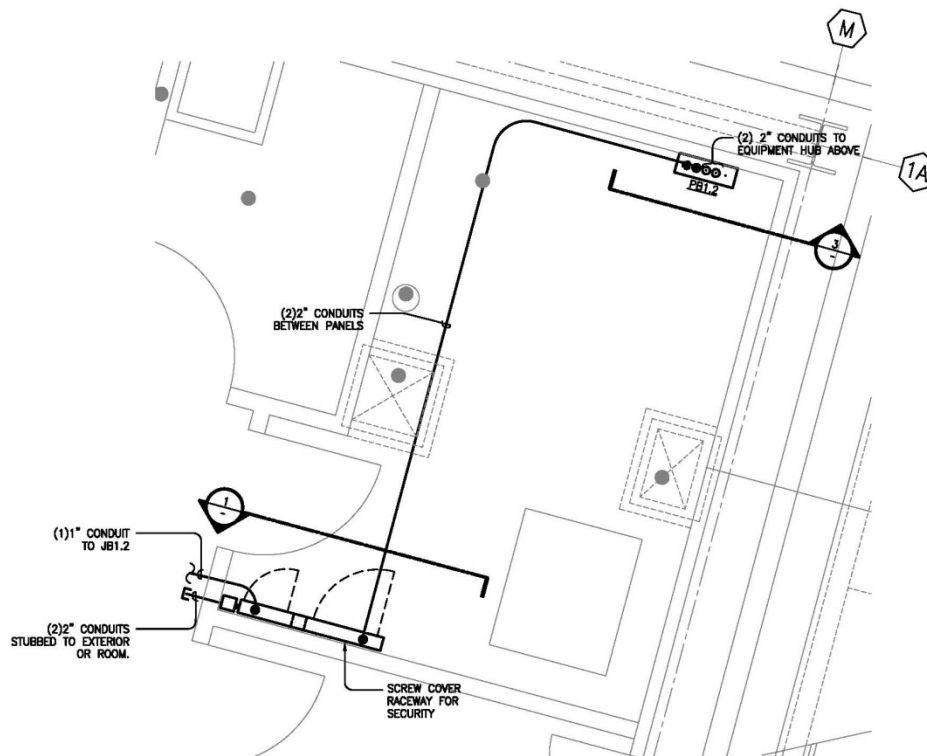 M
(2) 2" CONDUITS TO
EQUIPMENT HUB ABOVE
1A
PB1.2
3
-
(2)2" CONDUITS
BETWEEN PANELS
1
-
(1)1" CONDUIT
TO JB1.2
E
(2)2" CONDUITS
STUBBED TO EXTERIOR
OR ROOM.
SCREW COVER
RACEWAY FOR
SECURITY